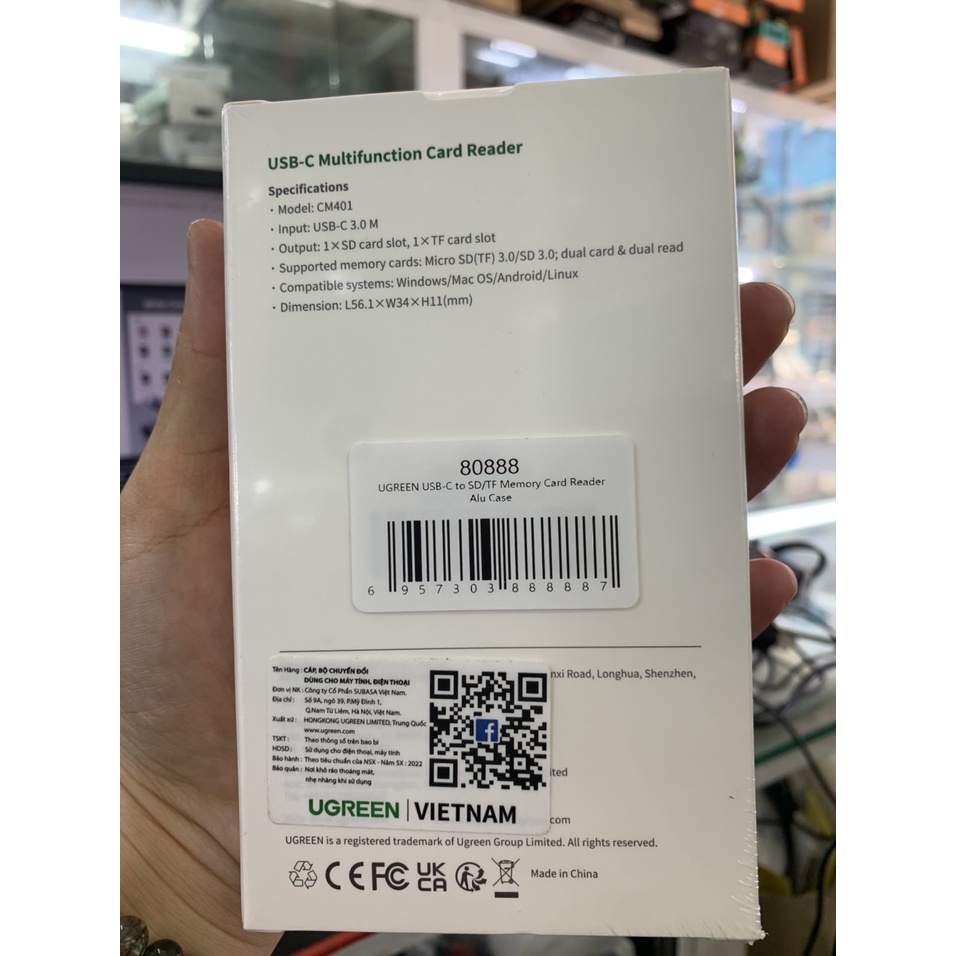 USB-C Multifunction Card Reader
Specifications
· Model: CM401
· Input: USB-C 3.0 M
· Output: 1×SD card slot, 1×TF card slot
· Supported memory cards: Micro SD(TF) 3.0/SD 3.0; dual card & dual read
· Compatible systems: Windows/Mac OS/Android/Linux
· Dimension: L56.1×W34×H11(mm)
80888
UGREEN USB-C to SD/TF Memory Card Reader
Alu Case
6 957303 888887
nxi Road, Longhua, Shenzhen,
Tên Hàng : CÁP, BỘ CHUYỂN ĐỔI
DÙNG CHO MÁY TÍNH, ĐIỆN THOẠI
Đơn vị NK : Công ty Cổ Phần SUBASA Việt Nam.
Địa chỉ : Số 9A, ngõ 39, P.Mỹ Đình 1,
Q.Nam Từ Liêm, Hà Nội, Việt Nam.
Xuất xứ : HONGKONG UGREEN LIMITED, Trung Quốc
www.ugreen.com
TSKT : Theo thông số trên bao bì
HDSD : Sử dụng cho điện thoại, máy tính
Bảo hành : Theo tiêu chuẩn của NSX - Năm SX : 2022
Bảo quản : Nơi khô ráo thoáng mát,
nhẹ nhàng khi sử dụng
ited
UGREEN | VIETNAM
com
UGREEN is a registered trademark of Ugreen Group Limited. All rights reserved.
CE FC UK CA Made in China